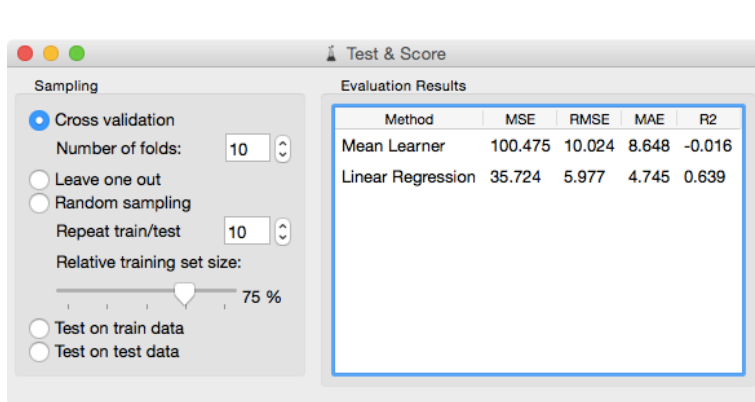 Test & Score
Sampling
Cross validation
Number of folds: 10
Leave one out
Random sampling
Repeat train/test 10
Relative training set size:
75 %
Test on train data
Test on test data
Evaluation Results
Method MSE RMSE MAE R2
Mean Learner 100.475 10.024 8.648 -0.016
Linear Regression 35.724 5.977 4.745 0.639